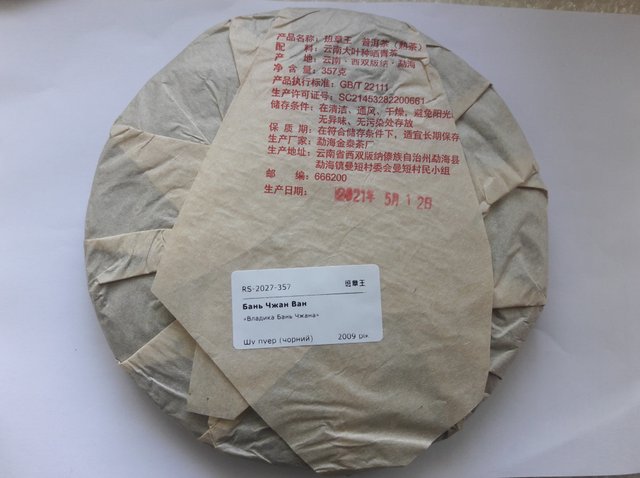 产品名称：班章王 普洱茶（熟茶）
配 料：云南大叶种晒青茶
产 地：云南·西双版纳·勐海
净 含 量：357克
产品执行标准：GB/T 22111
生产许可证号：SC21453282200661
储存条件：在清洁、通风、干燥，避免阳光，
无异味、无污染处存放
保 质 期：在符合储存条件下，适宜长期保存
生产厂家：勐海金泰茶厂
生产地址：云南省西双版纳傣族自治州勐海县
勐海镇曼短村委会曼短村民小组
邮 编：666200
生产日期：2021年 5月 12日
RS-2027-357 班章王
Бань Чжан Ван
«Владика Бань Чжана»
Шу пуер (чорний) 2009 рік